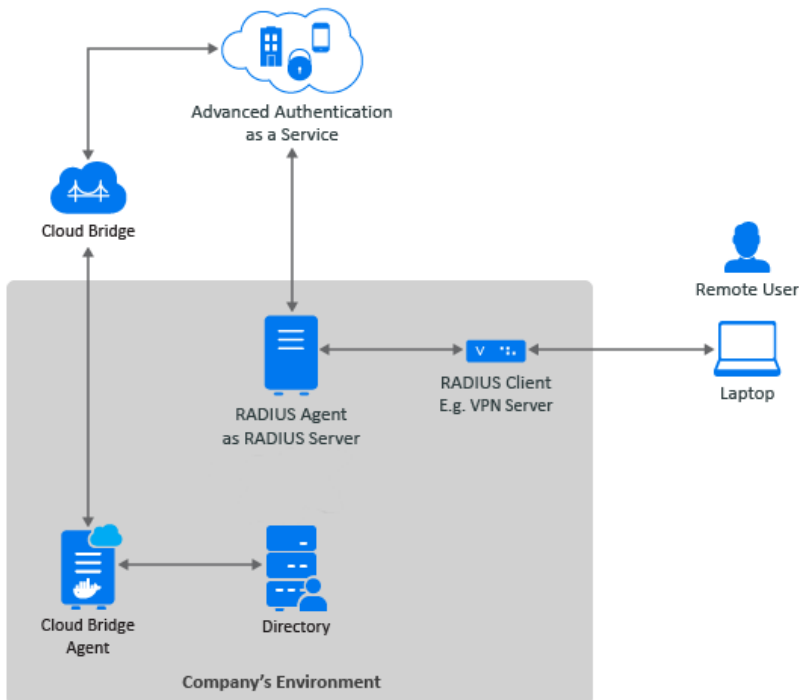 Advanced Authentication
as a Service
Cloud Bridge
Remote User
V
RADIUS Client
E.g. VPN Server
Laptop
RADIUS Agent
as RADIUS Server
Cloud Bridge
Agent
Directory
Company's Environment